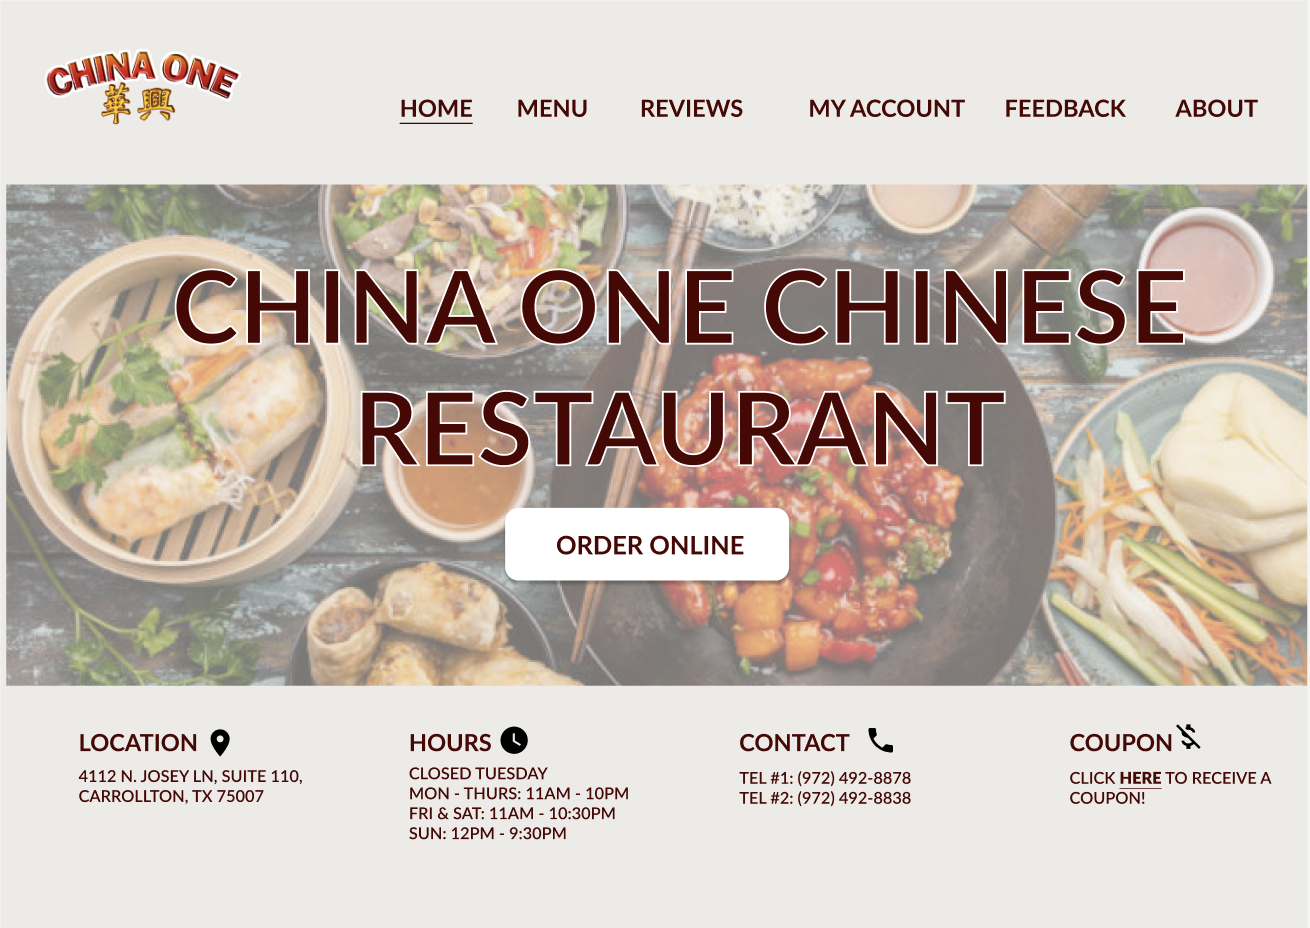 CHINA ONE
華興
HOME MENU REVIEWS MY ACCOUNT FEEDBACK ABOUT
CHINA ONE CHINESE
RESTAURANT
ORDER ONLINE
LOCATION
4112 N. JOSEY LN, SUITE 110,
CARROLLTON, TX 75007
HOURS
CLOSED TUESDAY
MON - THURS: 11AM - 10PM
FRI & SAT: 11AM - 10:30PM
SUN: 12PM - 9:30PM
CONTACT
TEL #1: (972) 492-8878
TEL #2: (972) 492-8838
COUPON
CLICK HERE TO RECEIVE A
COUPON!